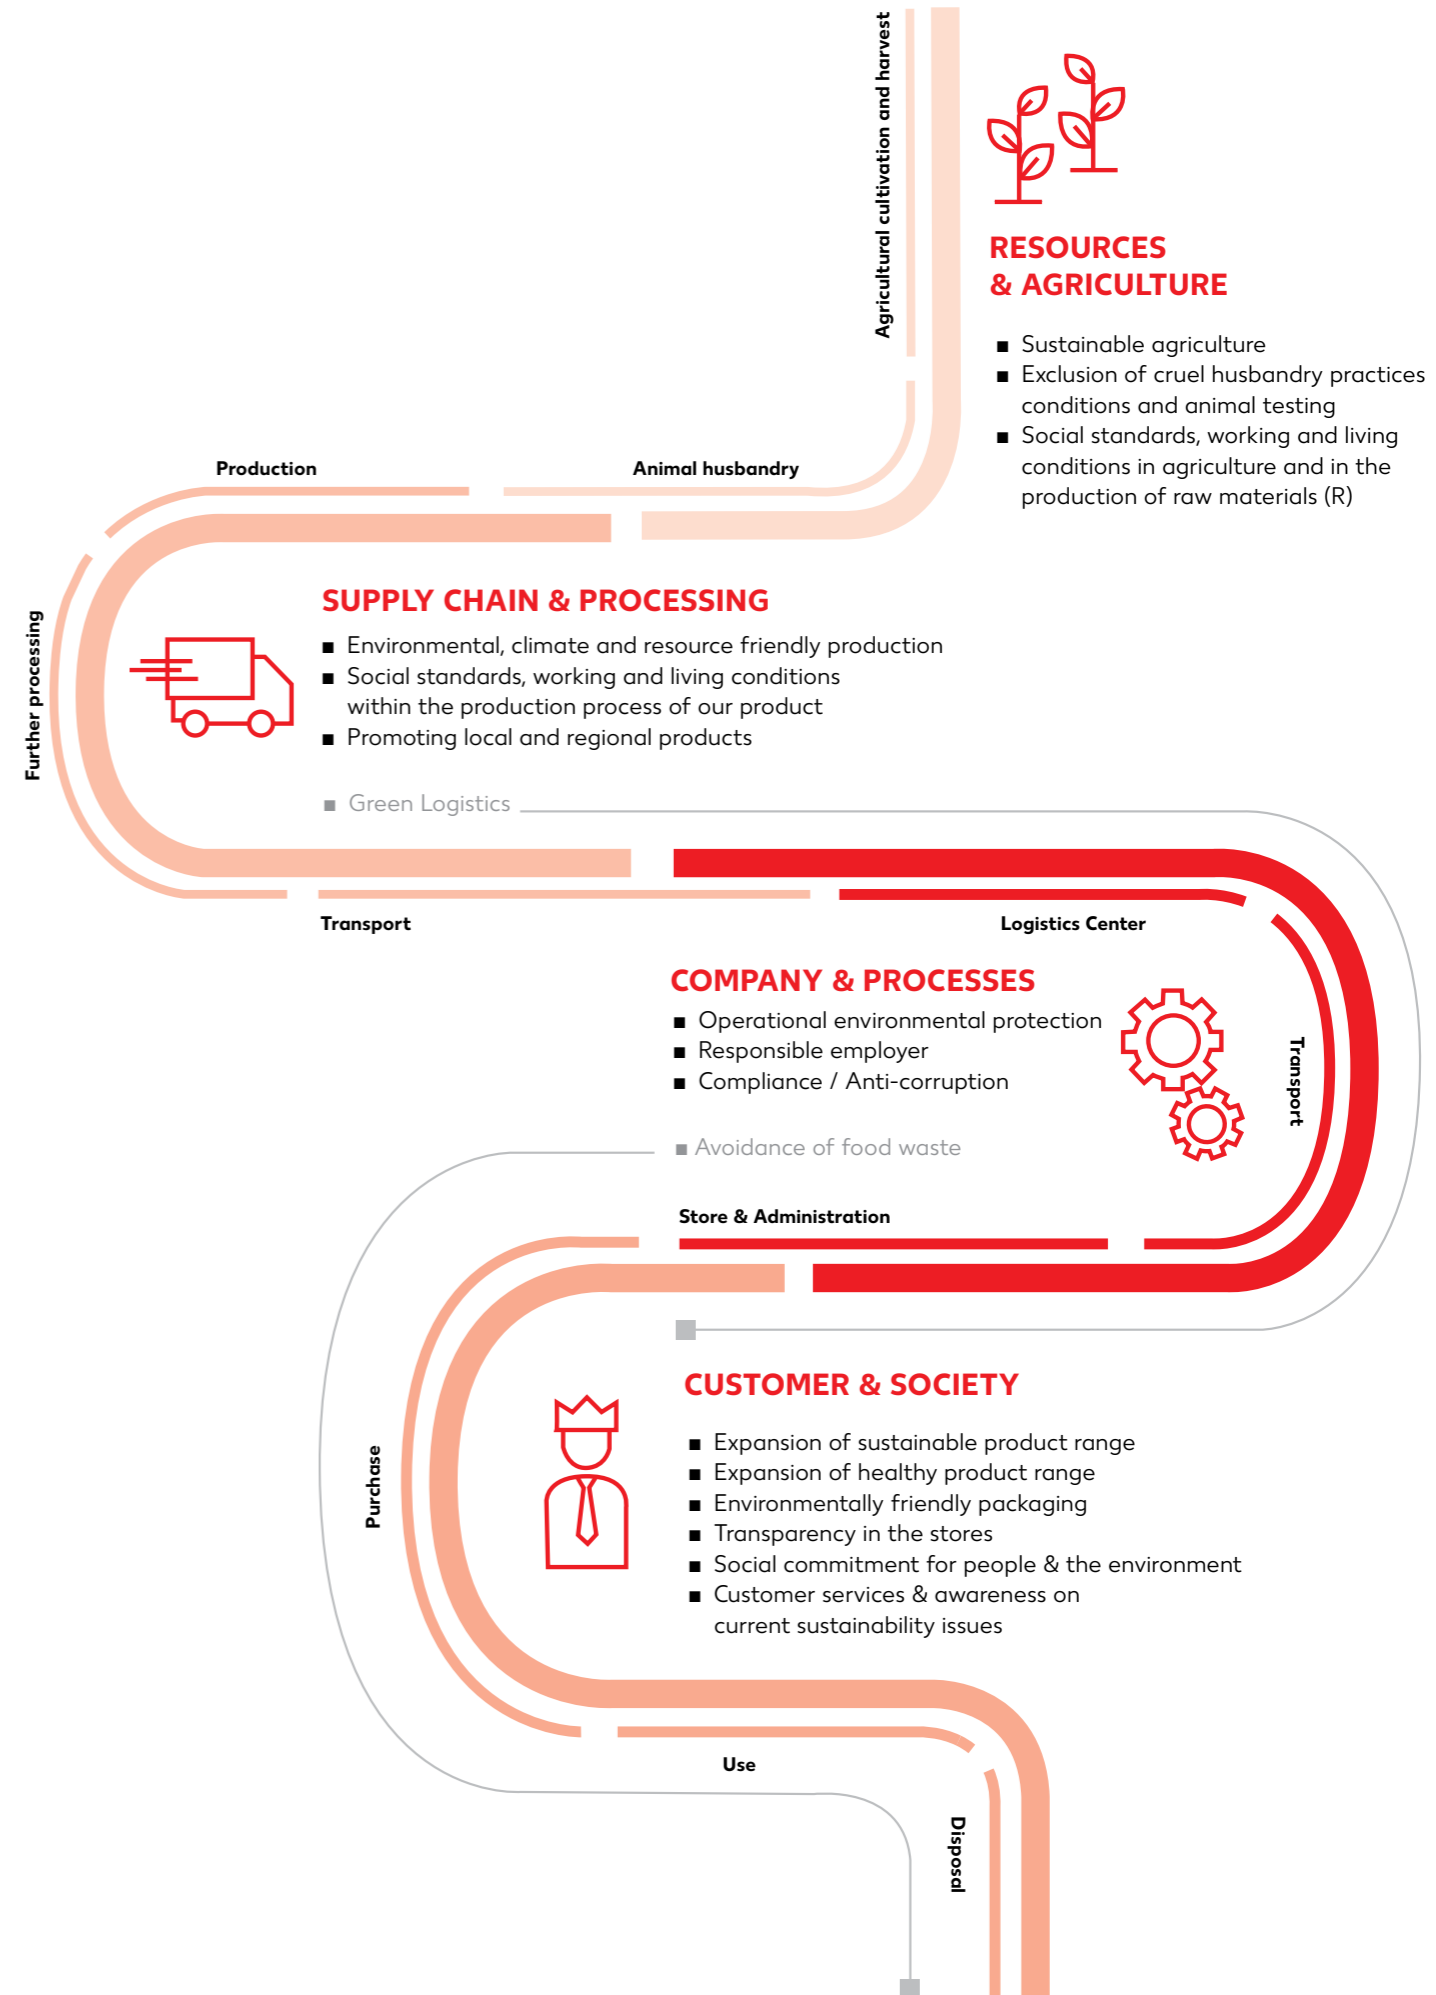 Agricultural cultivation and harvest
RESOURCES
& AGRICULTURE
■ Sustainable agriculture
■ Exclusion of cruel husbandry practices
conditions and animal testing
■ Social standards, working and living
conditions in agriculture and in the
production of raw materials (R)
Animal husbandry
Production
Further processing
SUPPLY CHAIN & PROCESSING
■ Environmental, climate and resource friendly production
■ Social standards, working and living conditions
within the production process of our product
■ Promoting local and regional products
■ Green Logistics
Transport
Logistics Center
COMPANY & PROCESSES
■ Operational environmental protection
■ Responsible employer
■ Compliance / Anti-corruption
Transport
■ Avoidance of food waste
Store & Administration
CUSTOMER & SOCIETY
■ Expansion of sustainable product range
■ Expansion of healthy product range
■ Environmentally friendly packaging
■ Transparency in the stores
■ Social commitment for people & the environment
■ Customer services & awareness on
current sustainability issues
Purchase
Use
Disposal